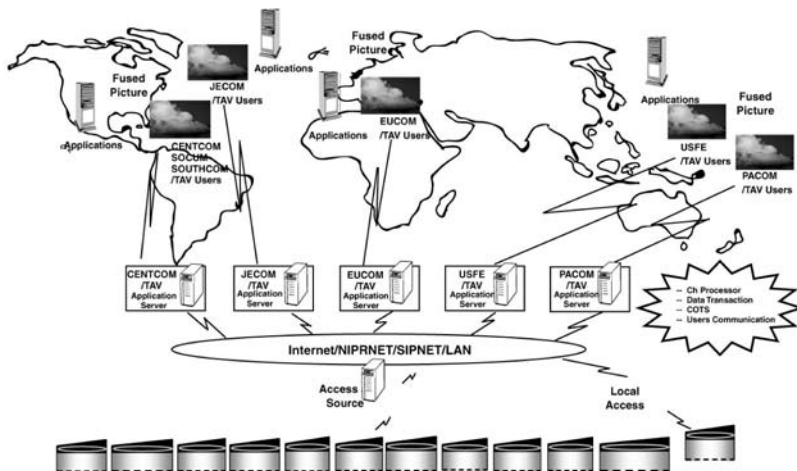 Fused
Picture
Applications
JECOM
/TAV Users
Fused
Picture
Applications
CENTCOM
SOCUM
SOUTHCOM
/TAV Users
Applications
EUCOM
/TAV Users
Applications
Fused
Picture
USFE
/TAV Users
PACOM
/TAV Users
CENTCOM
/TAV
Application
Server
JECOM
/TAV
Application
Server
EUCOM
/TAV
Application
Server
USFE
/TAV
Application
Server
PACOM
/TAV
Application
Server
-- Ch Processor
-- Data Transaction
-- COTS
-- Users Communication
Internet/NIPRNET/SIPNET/LAN
Access
Source
Local
Access